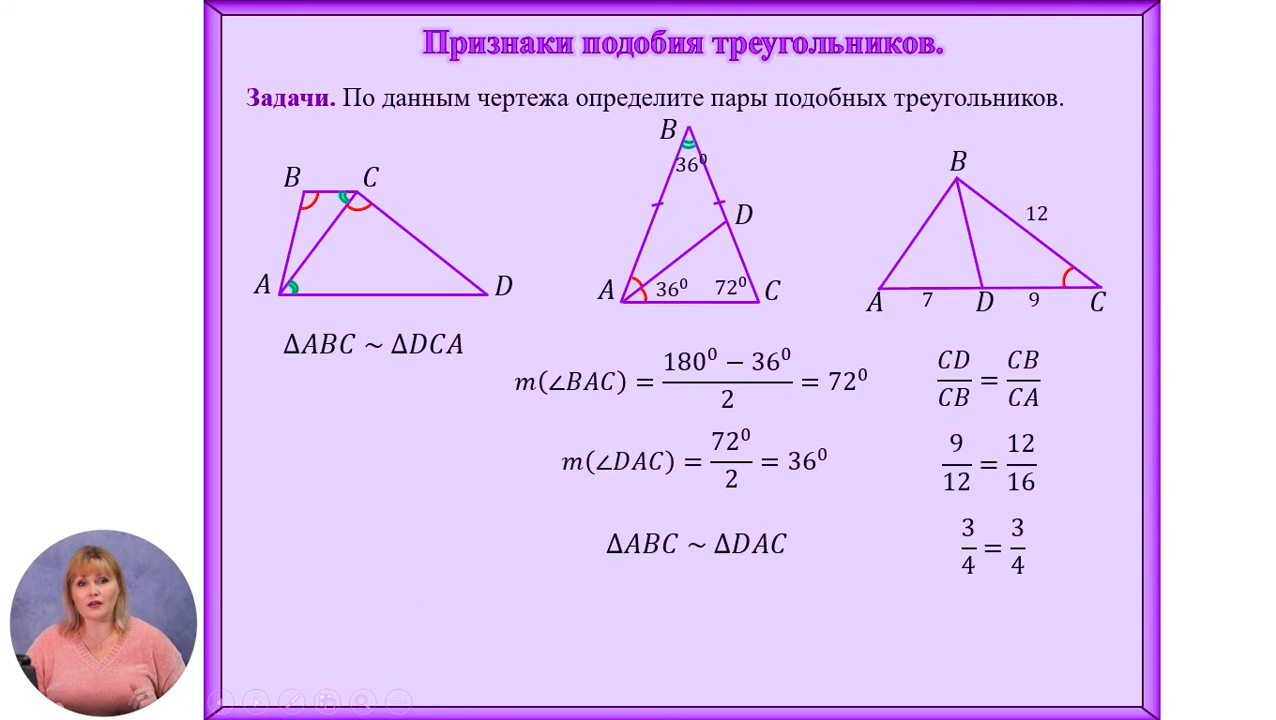 Признаки подобия треугольников.
Задачи. По данным чертежа определите пары подобных треугольников.
B C
A D
ΔABC ~ ΔDCA
B
36⁰
D
A 36⁰ 72⁰ C
m(∠BAC) = (180⁰ − 36⁰)/2 = 72⁰
m(∠DAC) = 72⁰/2 = 36⁰
ΔABC ~ ΔDAC
B
12
A 7 D 9 C
CD/CB = CB/CA
9/12 = 12/16
3/4 = 3/4